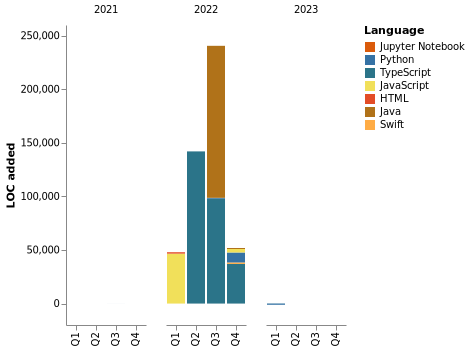 2021 2022 2023
LOC added
250,000
200,000
150,000
100,000
50,000
0
Q1 Q2 Q3 Q4 Q1 Q2 Q3 Q4 Q1 Q2 Q3 Q4
Language
Jupyter Notebook
Python
TypeScript
JavaScript
HTML
Java
Swift